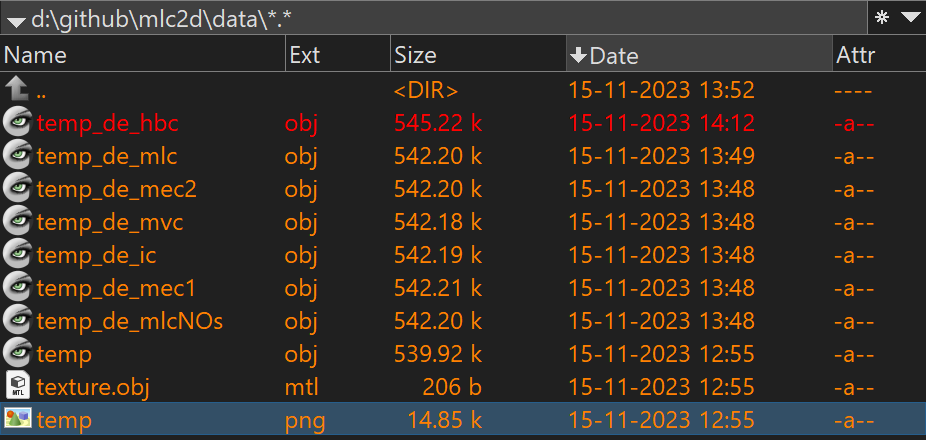 d:\github\mlc2d\data\*.* *
Name Ext Size Date Attr
.. <DIR> 15-11-2023 13:52 ----
temp_de_hbc obj 545.22 k 15-11-2023 14:12 -a--
temp_de_mlc obj 542.20 k 15-11-2023 13:49 -a--
temp_de_mec2 obj 542.20 k 15-11-2023 13:48 -a--
temp_de_mvc obj 542.18 k 15-11-2023 13:48 -a--
temp_de_ic obj 542.19 k 15-11-2023 13:48 -a--
temp_de_mec1 obj 542.21 k 15-11-2023 13:48 -a--
temp_de_mlcNOs obj 542.20 k 15-11-2023 13:48 -a--
temp obj 539.92 k 15-11-2023 12:55 -a--
MTL texture.obj mtl 206 b 15-11-2023 12:55 -a--
temp png 14.85 k 15-11-2023 12:55 -a--